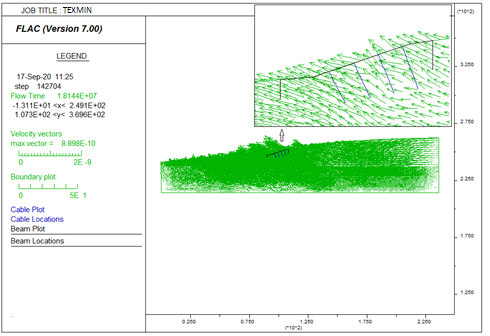 JOB TITLE : TEXMIN
(*10^2)
FLAC (Version 7.00)
LEGEND
17-Sep-20 11:25
step 142704
Flow Time 1.8144E+07
-1.311E+01 <x< 2.491E+02
1.073E+02 <y< 3.696E+02
Velocity vectors
max vector = 8.898E-10
0 2E -9
Boundary plot
0 5E 1
Cable Plot
Cable Locations
Beam Plot
Beam Locations
3.250
2.750
2.250
1.750
1.250
0.250 0.750 1.250 1.750 2.250
(*10^2)